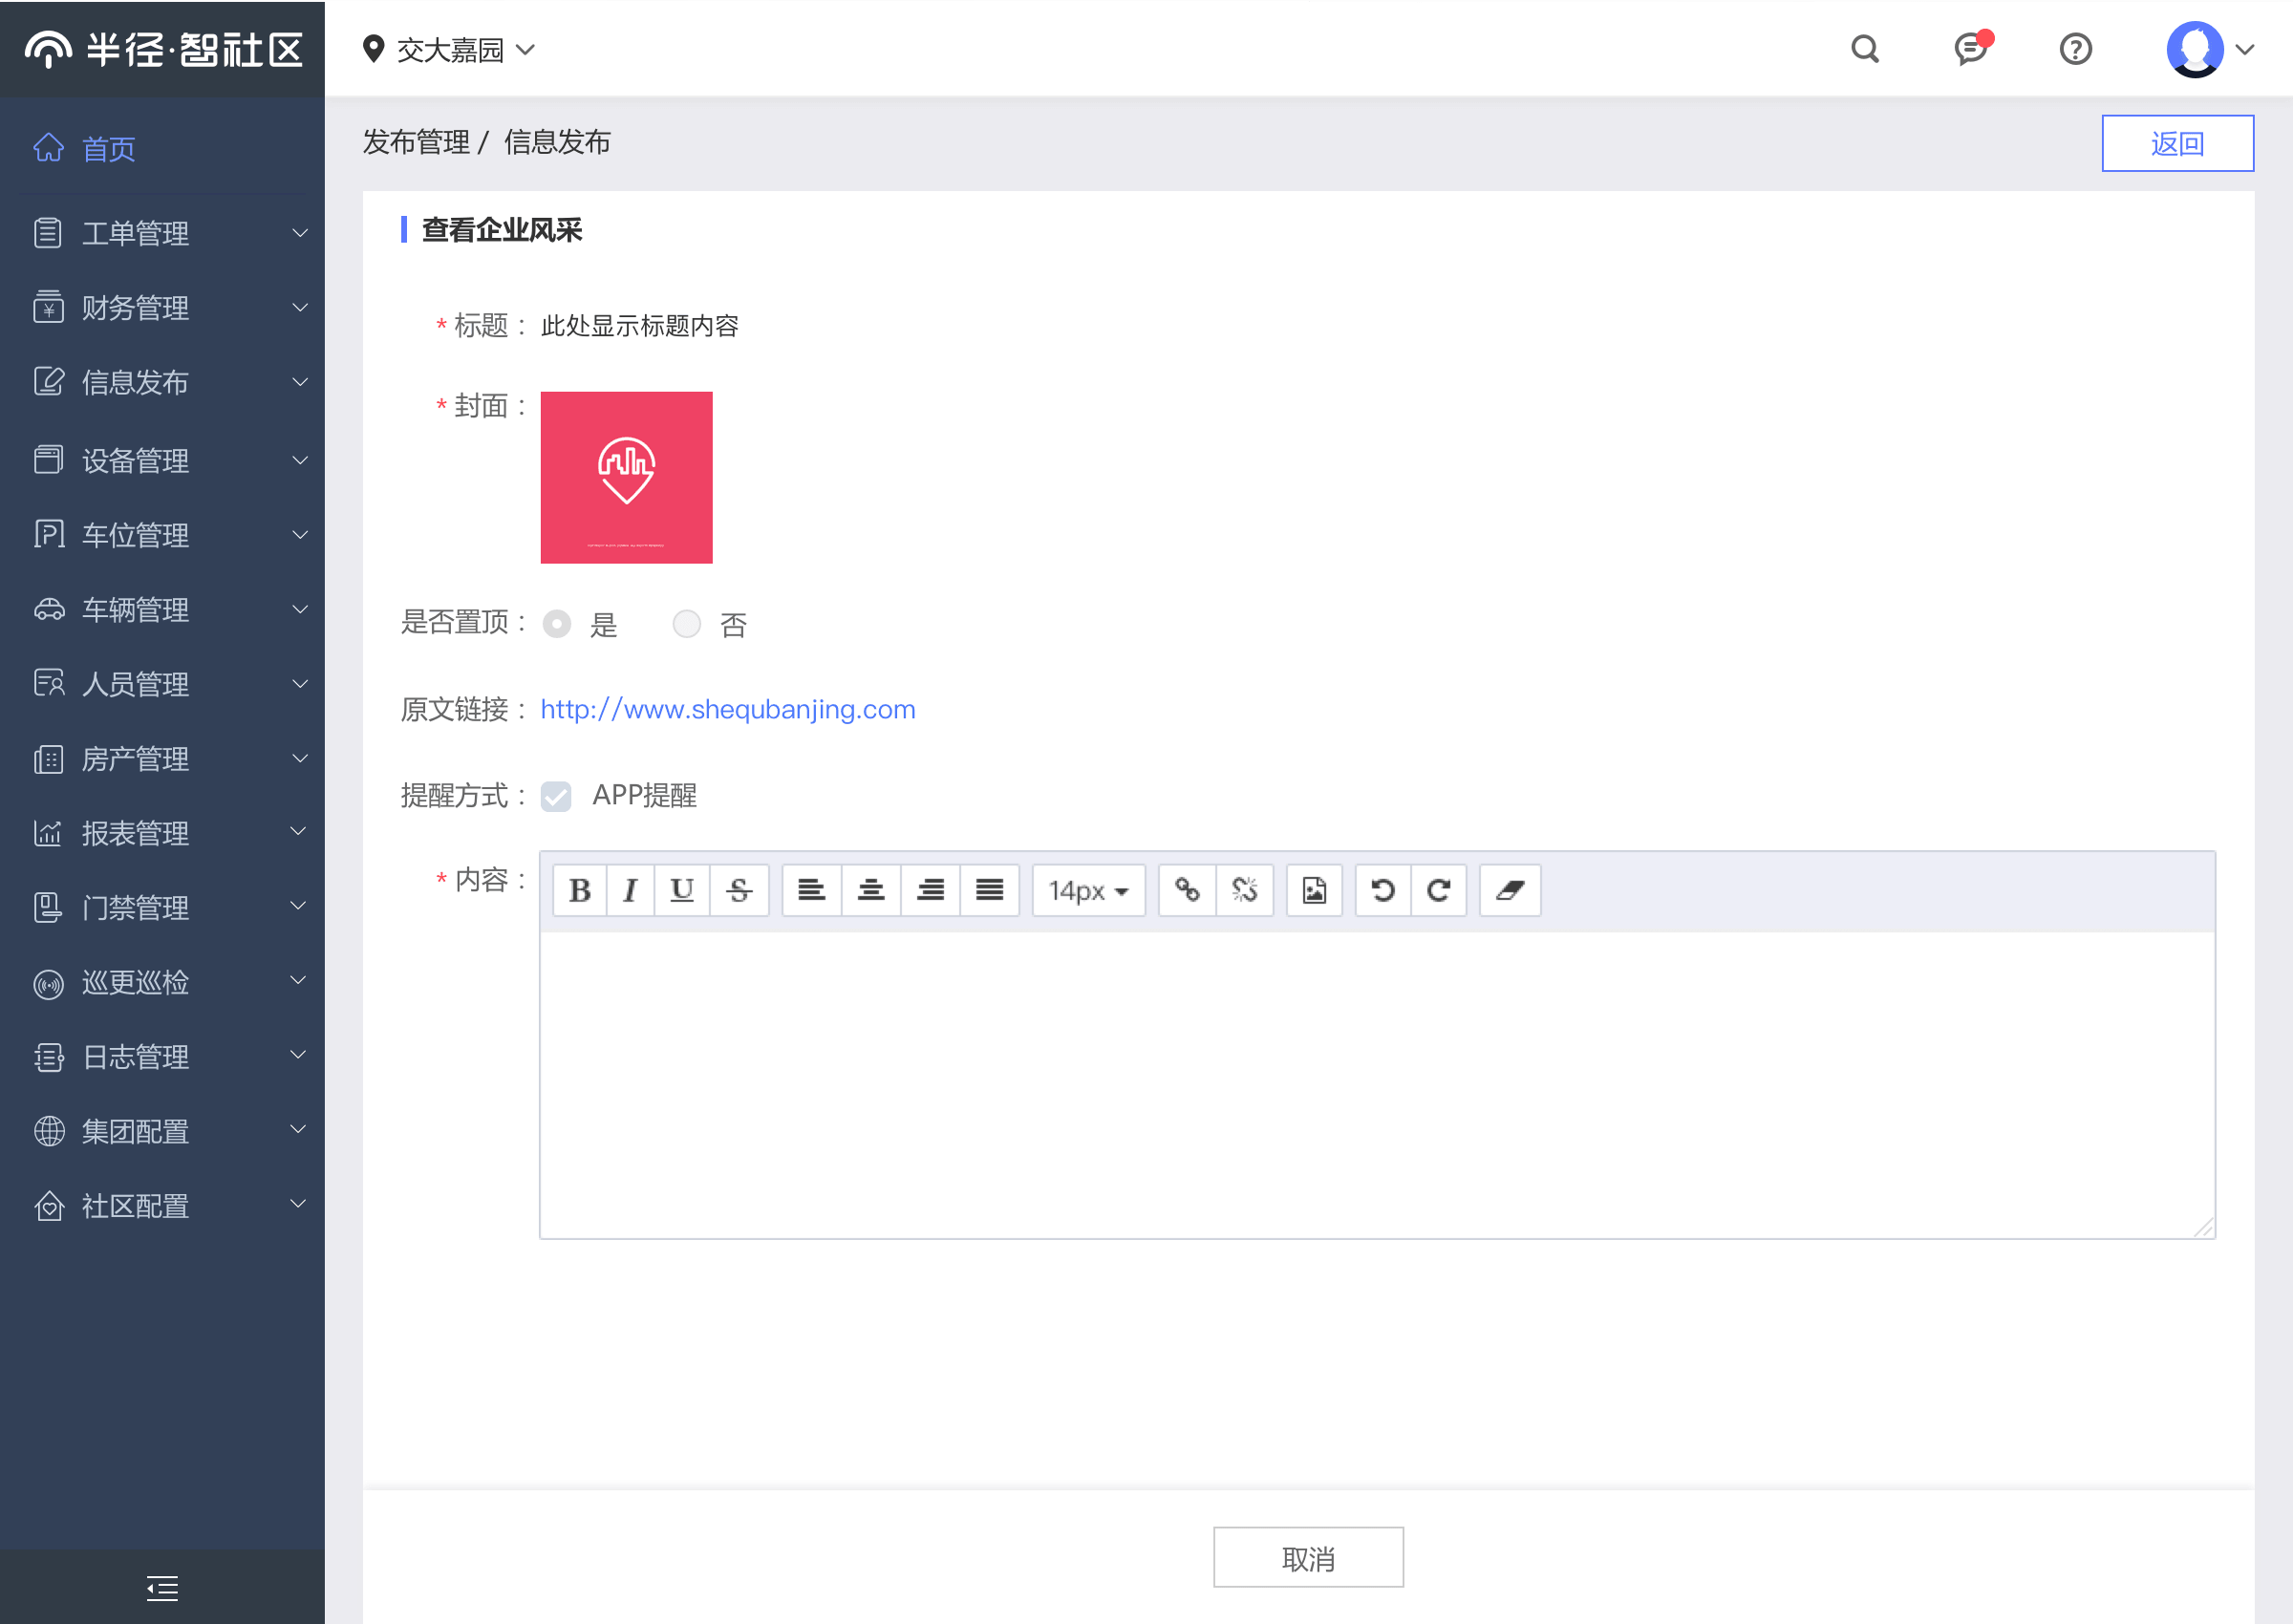 半径·智社区
交大嘉园
首页
工单管理
财务管理
信息发布
设备管理
车位管理
车辆管理
人员管理
房产管理
报表管理
门禁管理
巡更巡检
日志管理
集团配置
社区配置
发布管理 / 信息发布
返回
查看企业风采
* 标题 : 此处显示标题内容
* 封面 :
是否置顶 : 是 否
原文链接 : http://www.shequbanjing.com
提醒方式 : APP提醒
* 内容 :
B I U S 14px
取消